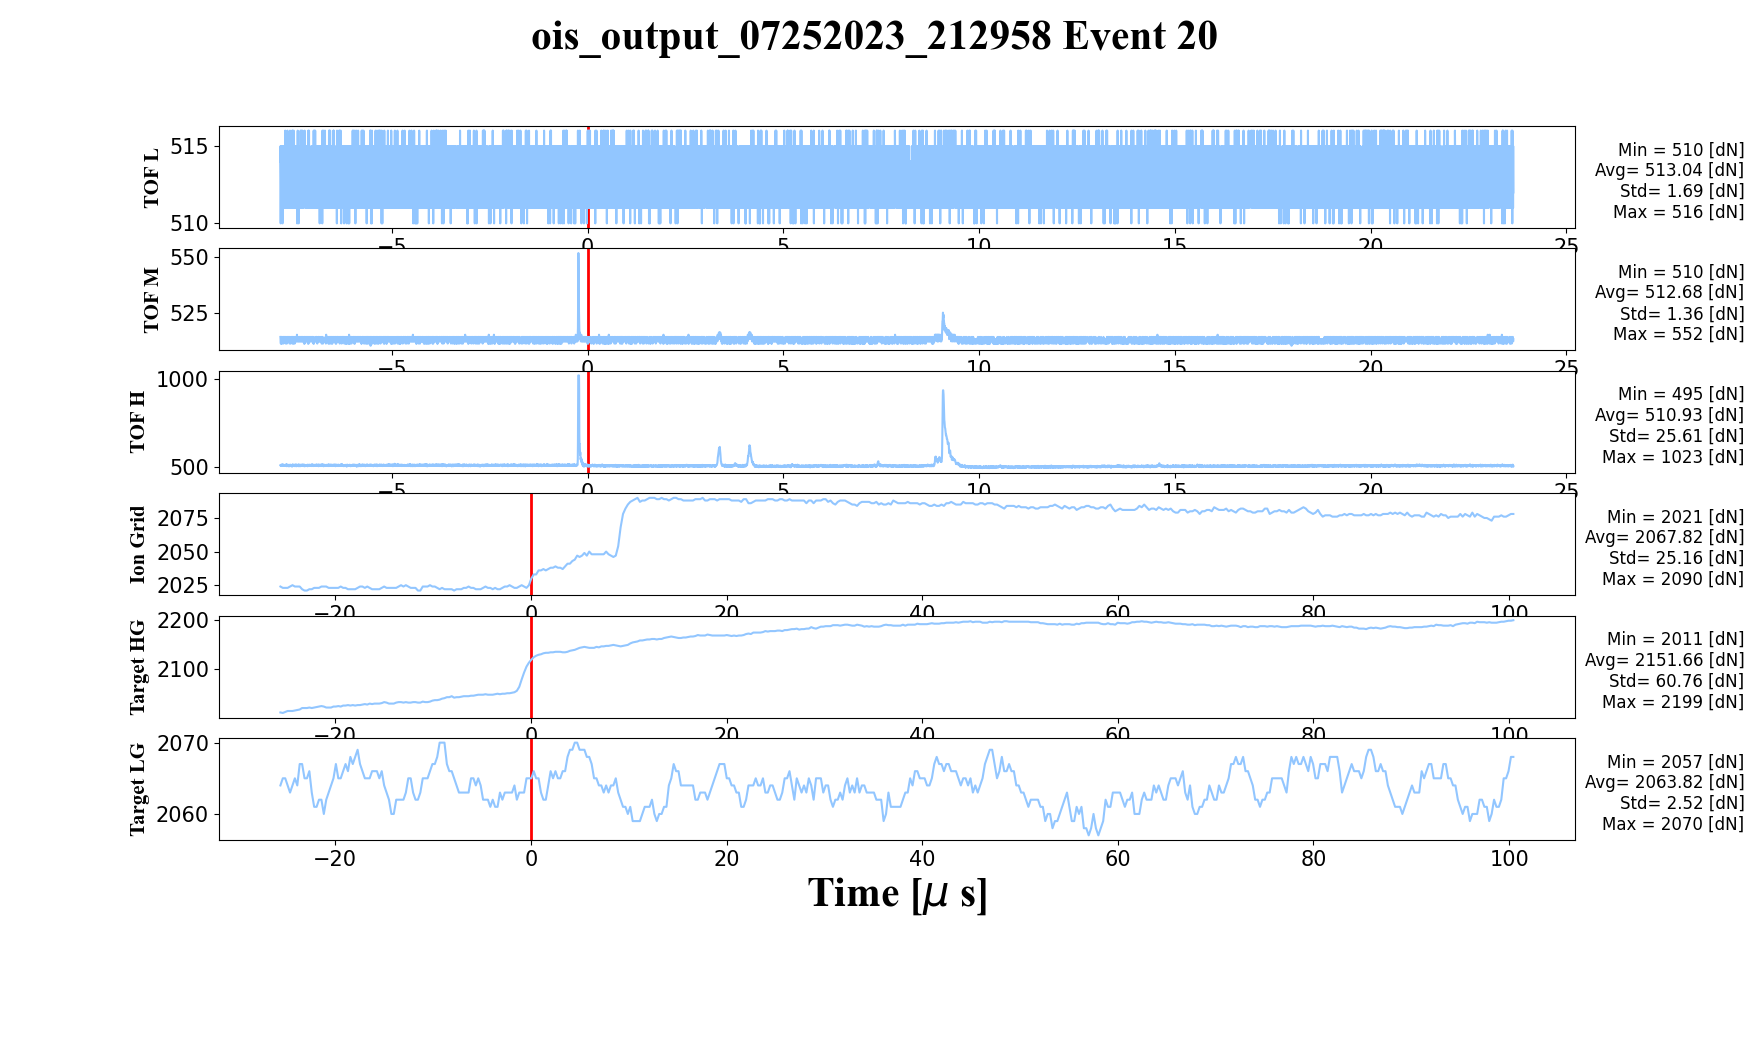 ois_output_07252023_212958 Event 20
TOF L
515
510
−5 0 5 10 15 20 25
Min = 510 [dN]
Avg= 513.04 [dN]
Std= 1.69 [dN]
Max = 516 [dN]
TOF M
550
525
−5 0 5 10 15 20 25
Min = 510 [dN]
Avg= 512.68 [dN]
Std= 1.36 [dN]
Max = 552 [dN]
TOF H
1000
500
−5 0 5 10 15 20 25
Min = 495 [dN]
Avg= 510.93 [dN]
Std= 25.61 [dN]
Max = 1023 [dN]
Ion Grid
2075
2050
2025
−20 0 20 40 60 80 100
Min = 2021 [dN]
Avg= 2067.82 [dN]
Std= 25.16 [dN]
Max = 2090 [dN]
Target HG
2200
2100
−20 0 20 40 60 80 100
Min = 2011 [dN]
Avg= 2151.66 [dN]
Std= 60.76 [dN]
Max = 2199 [dN]
Target LG
2070
2060
−20 0 20 40 60 80 100
Min = 2057 [dN]
Avg= 2063.82 [dN]
Std= 2.52 [dN]
Max = 2070 [dN]
Time [μ s]